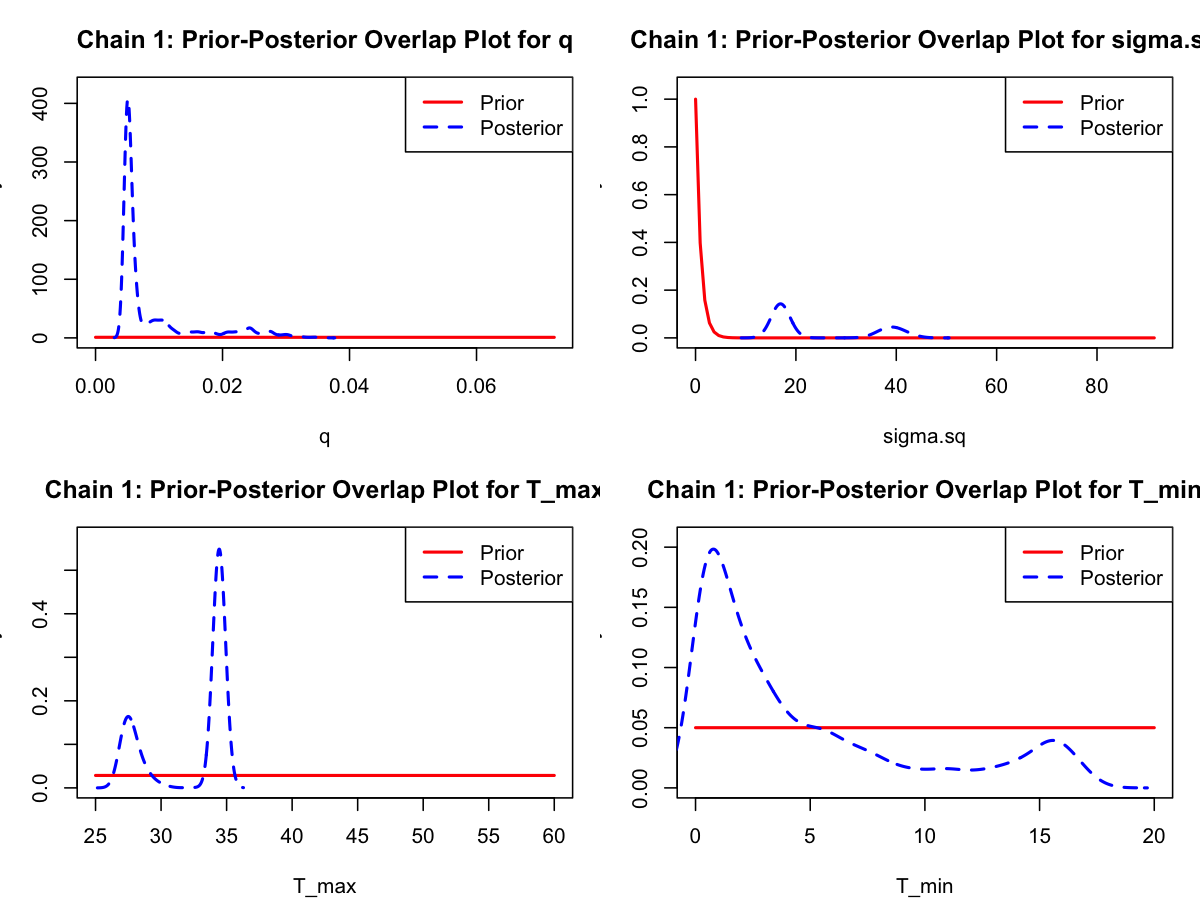 Chain 1: Prior-Posterior Overlap Plot for q
Prior
Posterior
400
300
200
100
0
0.00 0.02 0.04 0.06
q
Chain 1: Prior-Posterior Overlap Plot for sigma.s
Prior
Posterior
1.0
0.8
0.6
0.4
0.2
0.0
0 20 40 60 80
sigma.sq
Chain 1: Prior-Posterior Overlap Plot for T_max
Prior
Posterior
0.4
0.2
0.0
25 30 35 40 45 50 55 60
T_max
Chain 1: Prior-Posterior Overlap Plot for T_min
Prior
Posterior
0.20
0.15
0.10
0.05
0.00
0 5 10 15 20
T_min